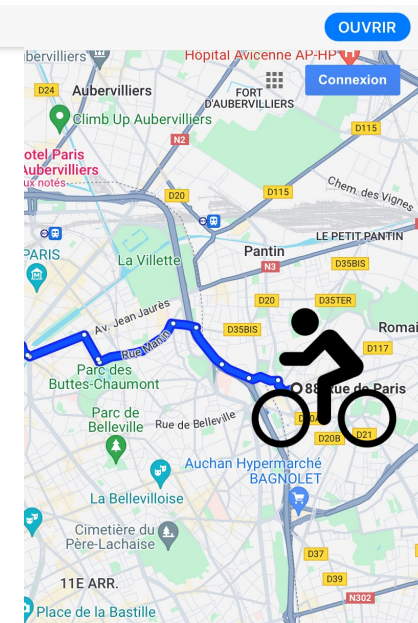 OUVRIR
bervilliers
Hôpital Avicenne AP-HP
Connexion
D24
Aubervilliers
FORT
D'AUBERVILLIERS
Climb Up Aubervilliers
D115
N2
otel Paris
Aubervilliers
ux notés
D20
D115
Chem. des Vignes
LE PETIT PANTIN
PARIS
La Villette
Pantin
N3
D35BIS
D20
D35TER
Av. Jean Jaurès
D35BIS
Romai
Rue Manin
D117
Parc des
Buttes-Chaumont
88 Rue de Paris
Parc de
Belleville
Rue de Belleville
D20B
D21
Auchan Hypermarché
BAGNOLET
La Bellevilloise
Cimetière du
Père-Lachaise
D37
11E ARR.
D39
N302
Place de la Bastille